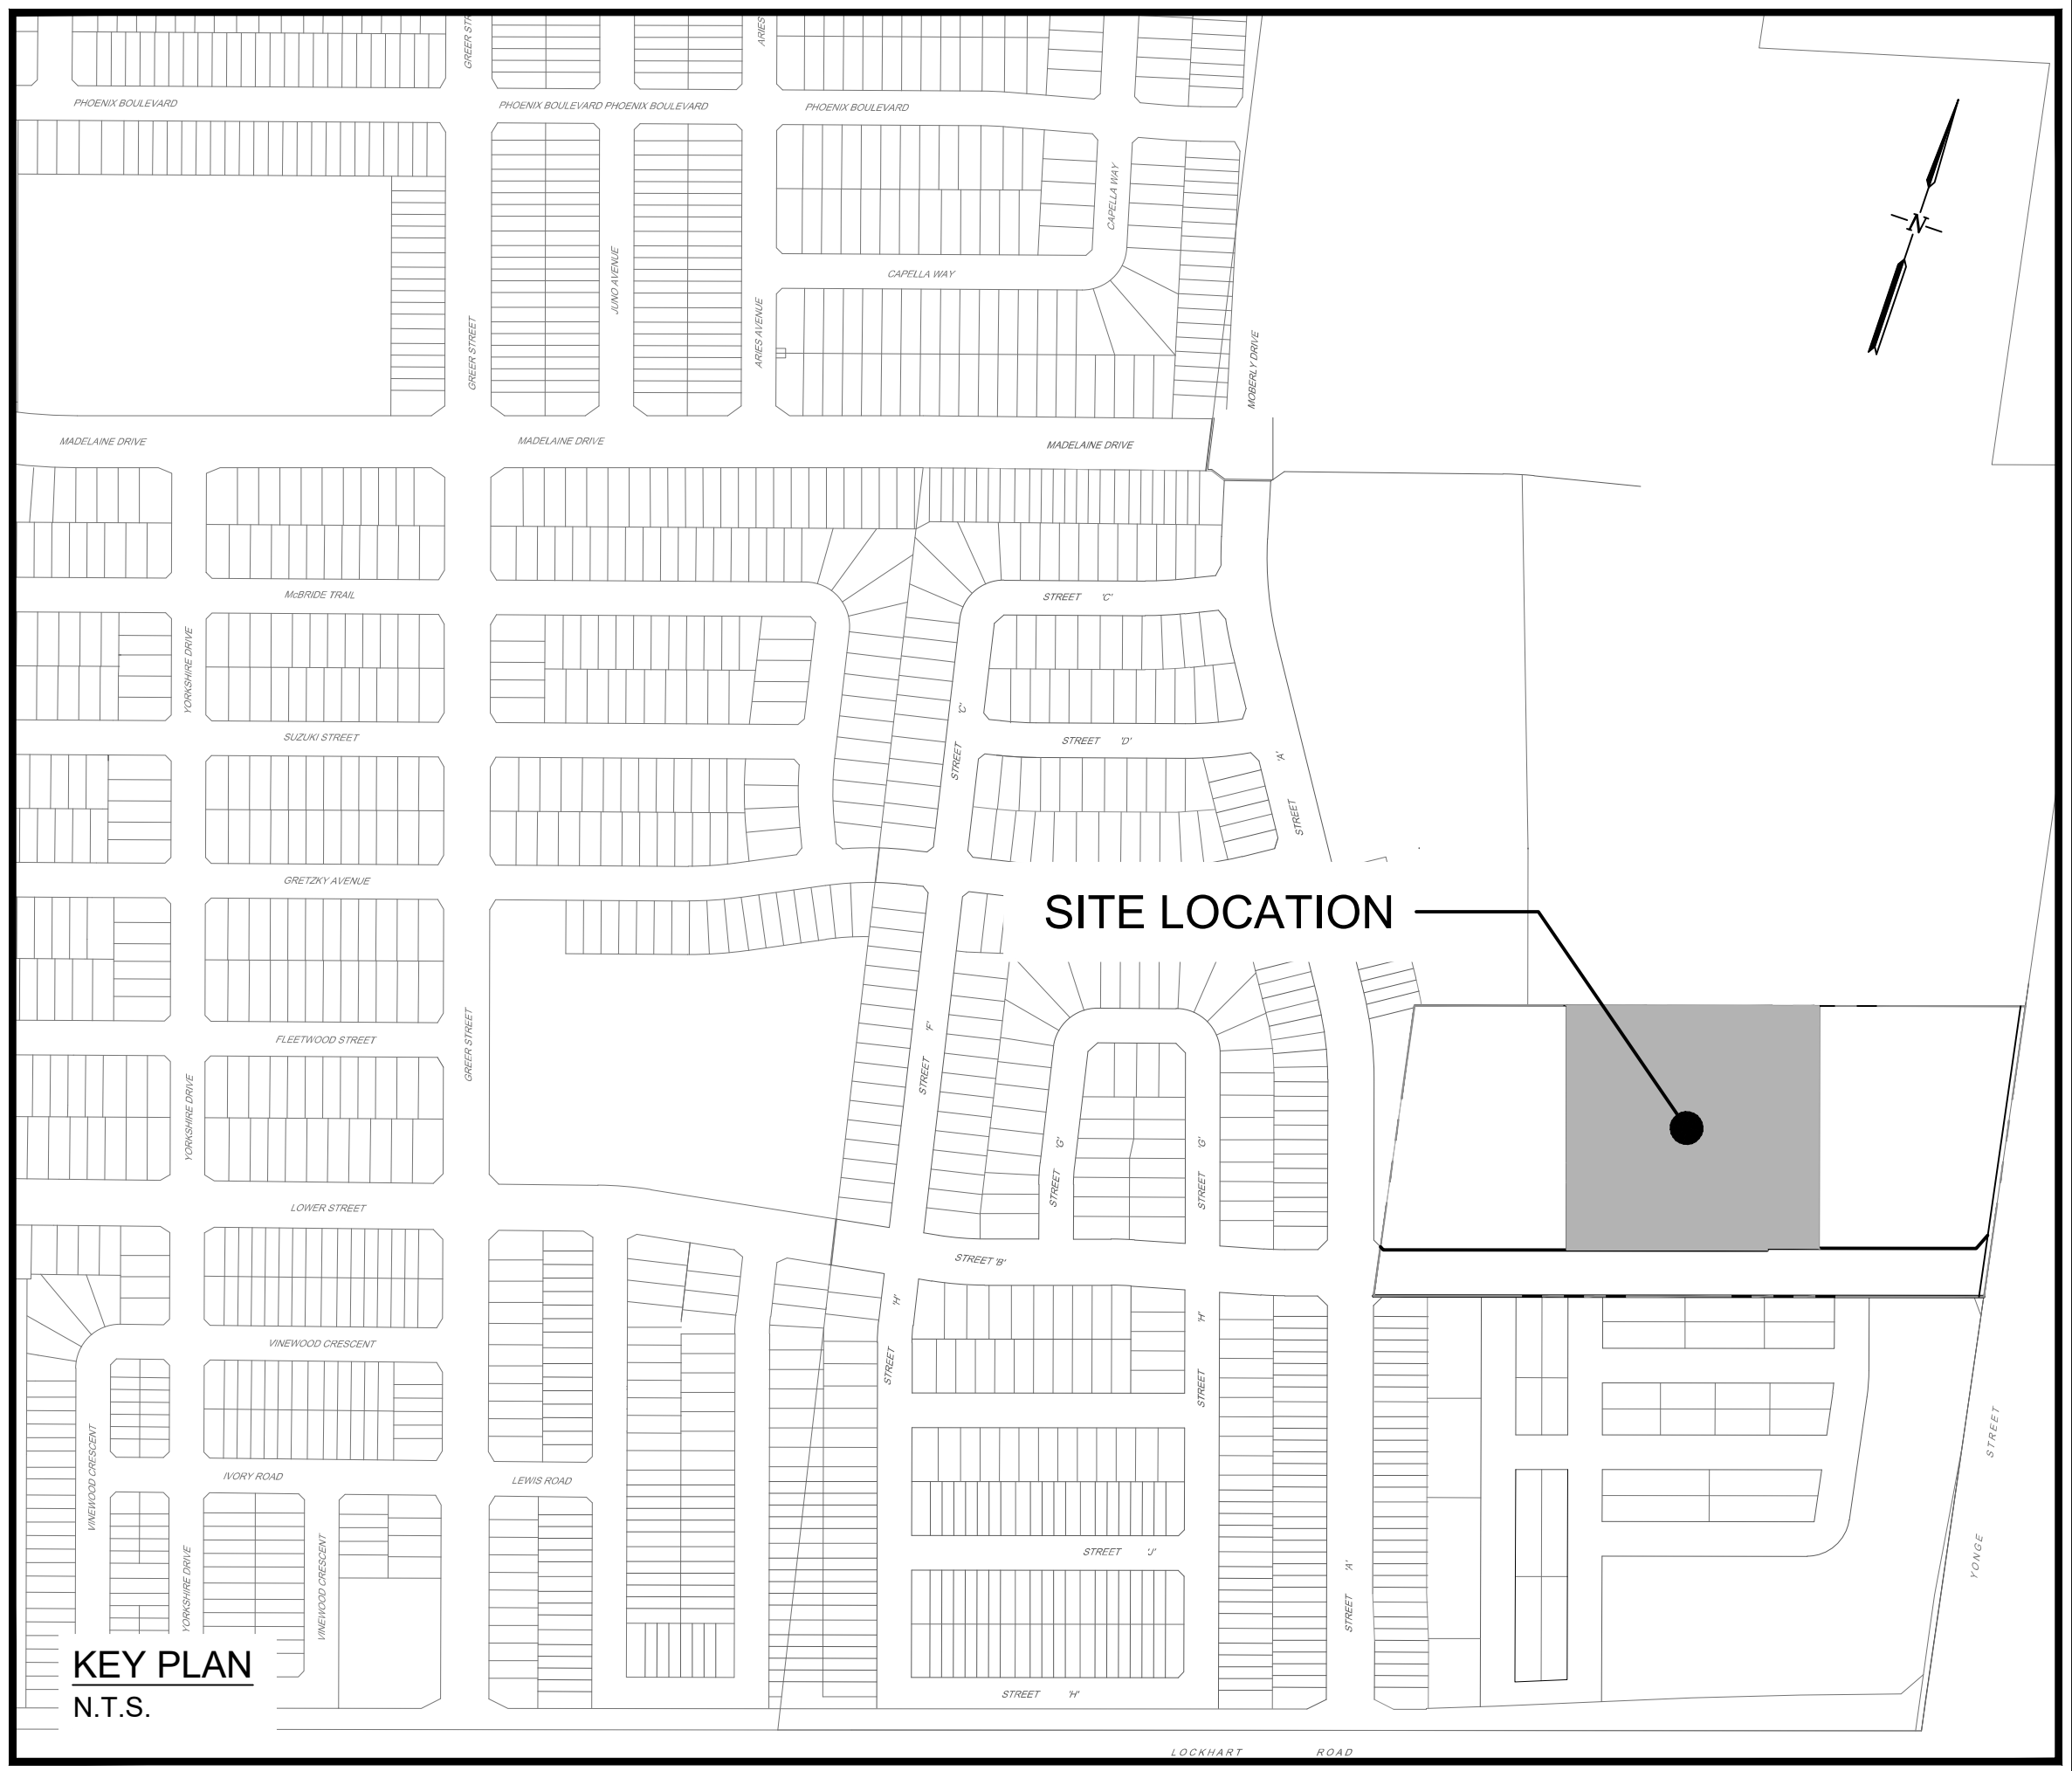 GREER STR
ARIES
PHOENIX BOULEVARD
PHOENIX BOULEVARD PHOENIX BOULEVARD
PHOENIX BOULEVARD
CAPELLA WAY
CAPELLA WAY
JUNO AVENUE
ARIES AVENUE
GREER STREET
MOBERLY DRIVE
N
MADELAINE DRIVE
MADELAINE DRIVE
MADELAINE DRIVE
McBRIDE TRAIL
STREET 'C'
YORKSHIRE DRIVE
SUZUKI STREET
STREET 'C'
STREET 'D'
STREET 'A'
GRETZKY AVENUE
SITE LOCATION
FLEETWOOD STREET
GREER STREET
YORKSHIRE DRIVE
STREET 'F'
STREET 'G'
STREET 'G'
LOWER STREET
STREET 'B'
STREET 'H'
STREET 'H'
VINEWOOD CRESCENT
VINEWOOD CRESCENT
IVORY ROAD
LEWIS ROAD
YONGE STREET
YORKSHIRE DRIVE
VINEWOOD CRESCENT
STREET 'J'
STREET 'A'
KEY PLAN
N.T.S.
STREET 'H'
LOCKHART ROAD